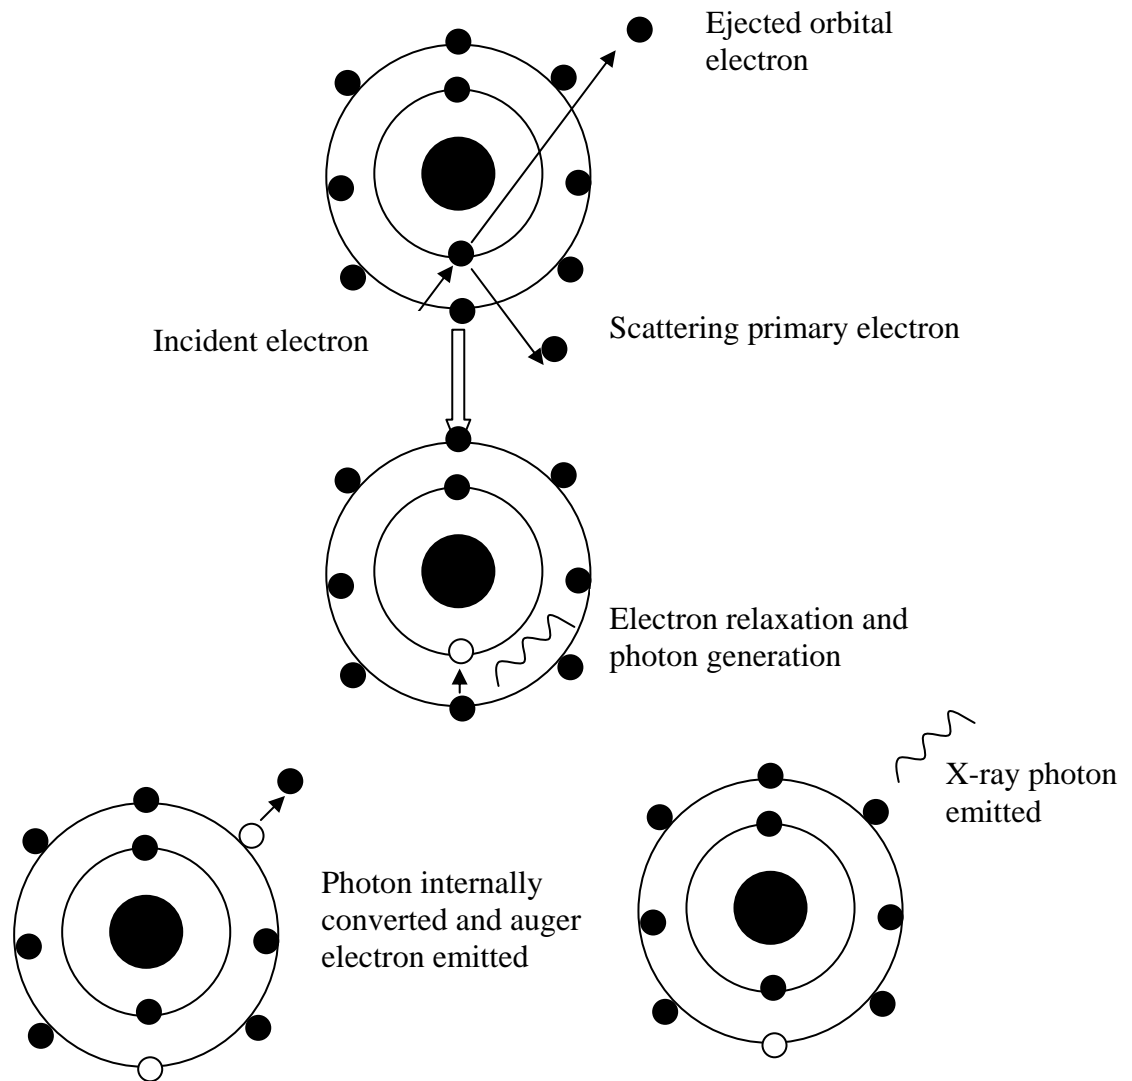 Ejected orbital
electron
Incident electron
Scattering primary electron
Electron relaxation and
photon generation
X-ray photon
emitted
Photon internally
converted and auger
electron emitted